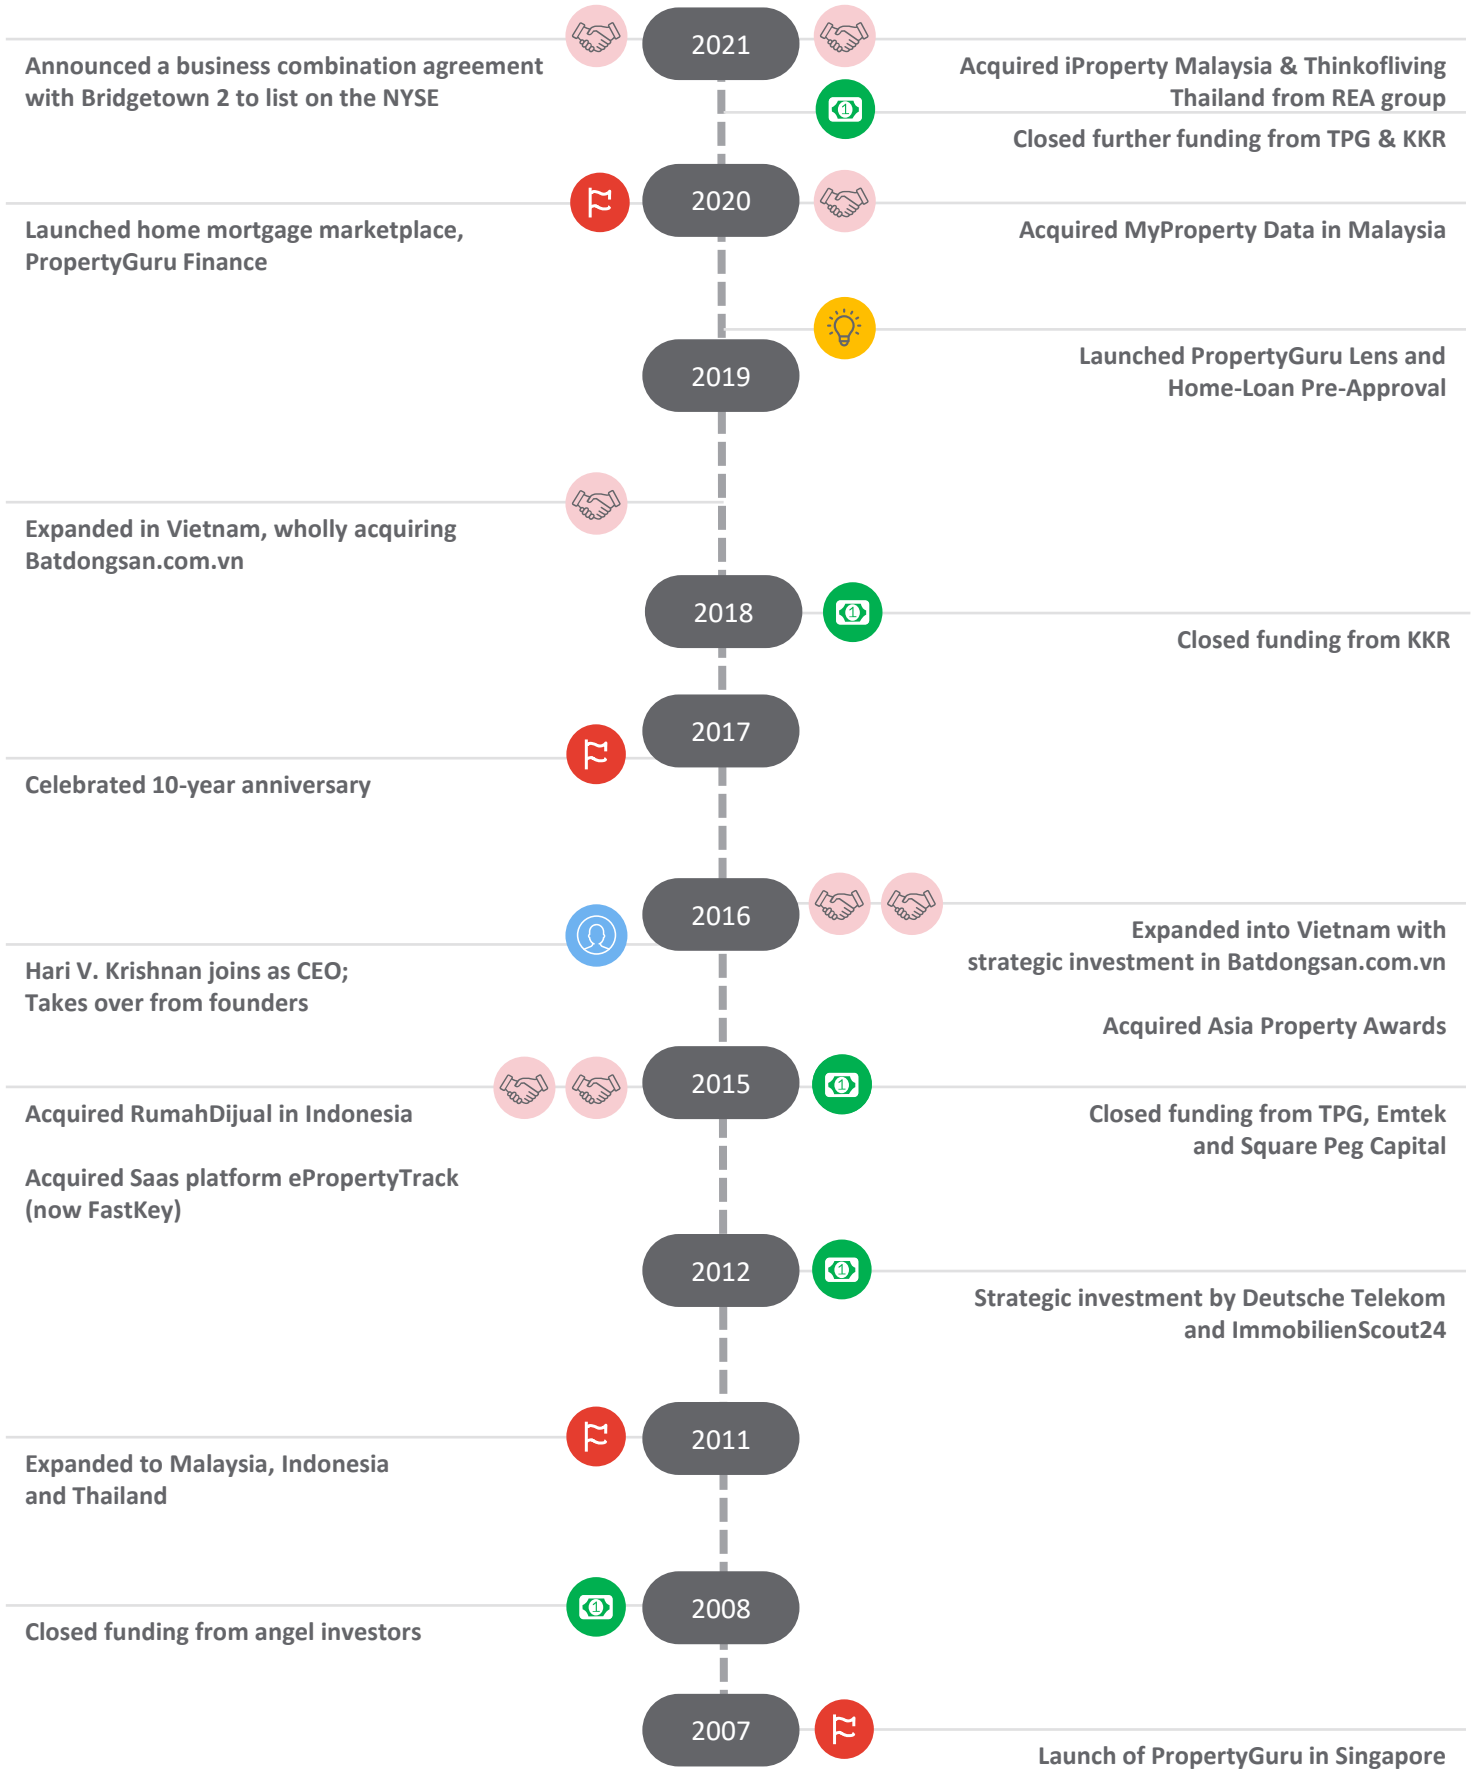 2021
Announced a business combination agreement
with Bridgetown 2 to list on the NYSE
Acquired iProperty Malaysia & Thinkofliving
Thailand from REA group
1
Closed further funding from TPG & KKR
2020
Launched home mortgage marketplace,
PropertyGuru Finance
Acquired MyProperty Data in Malaysia
Launched PropertyGuru Lens and
Home-Loan Pre-Approval
2019
Expanded in Vietnam, wholly acquiring
Batdongsan.com.vn
2018
1
Closed funding from KKR
2017
Celebrated 10-year anniversary
2016
Hari V. Krishnan joins as CEO;
Takes over from founders
Expanded into Vietnam with
strategic investment in Batdongsan.com.vn
Acquired Asia Property Awards
2015
1
Acquired RumahDijual in Indonesia
Acquired Saas platform ePropertyTrack
(now FastKey)
Closed funding from TPG, Emtek
and Square Peg Capital
2012
1
Strategic investment by Deutsche Telekom
and ImmobilienScout24
2011
Expanded to Malaysia, Indonesia
and Thailand
1
2008
Closed funding from angel investors
2007
Launch of PropertyGuru in Singapore